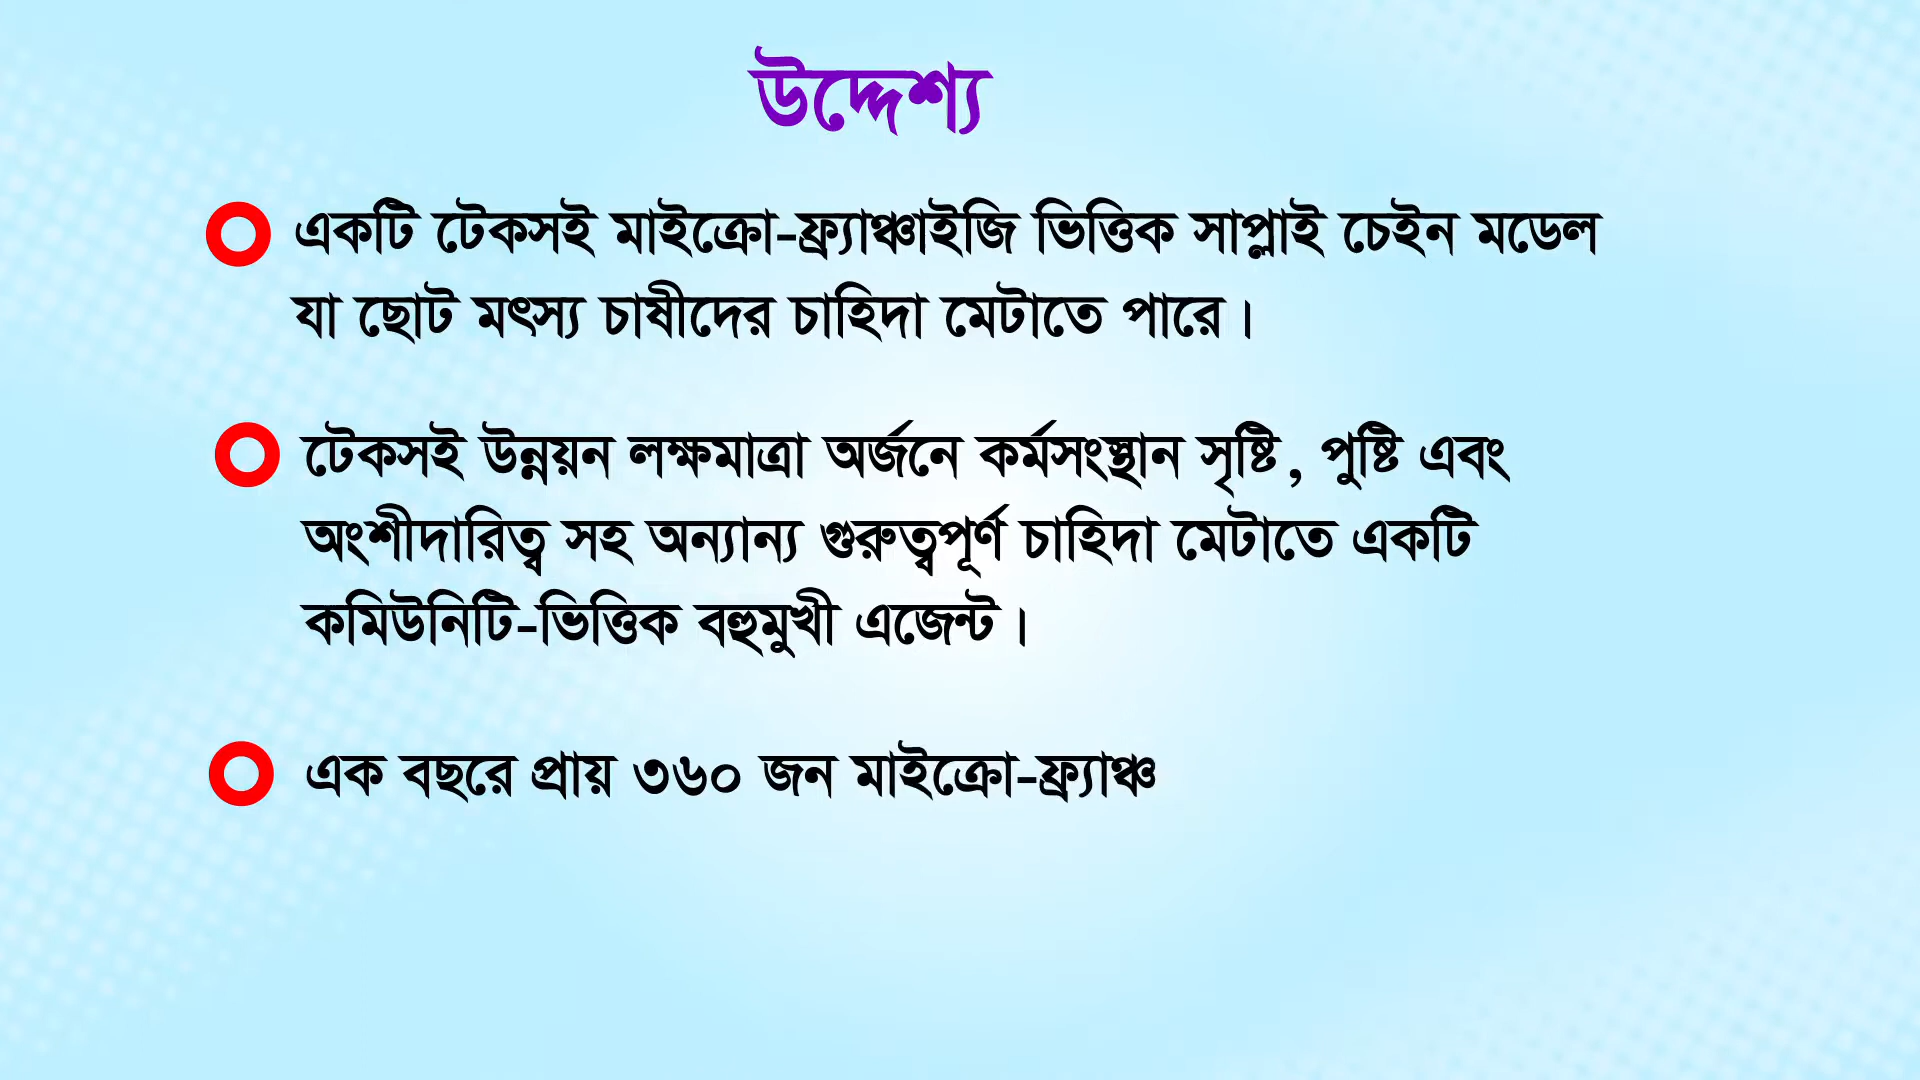 উদ্দেশ্য
একটি টেকসই মাইক্রো-ফ্র্যাঞ্চাইজি ভিত্তিক সাপ্লাই চেইন মডেল
যা ছোট মৎস্য চাষীদের চাহিদা মেটাতে পারে।
টেকসই উন্নয়ন লক্ষমাত্রা অর্জনে কর্মসংস্থান সৃষ্টি, পুষ্টি এবং
অংশীদারিত্ব সহ অন্যান্য গুরুত্বপূর্ণ চাহিদা মেটাতে একটি
কমিউনিটি-ভিত্তিক বহুমুখী এজেন্ট।
এক বছরে প্রায় ৩৬০ জন মাইক্রো-ফ্র্যাঞ্চ